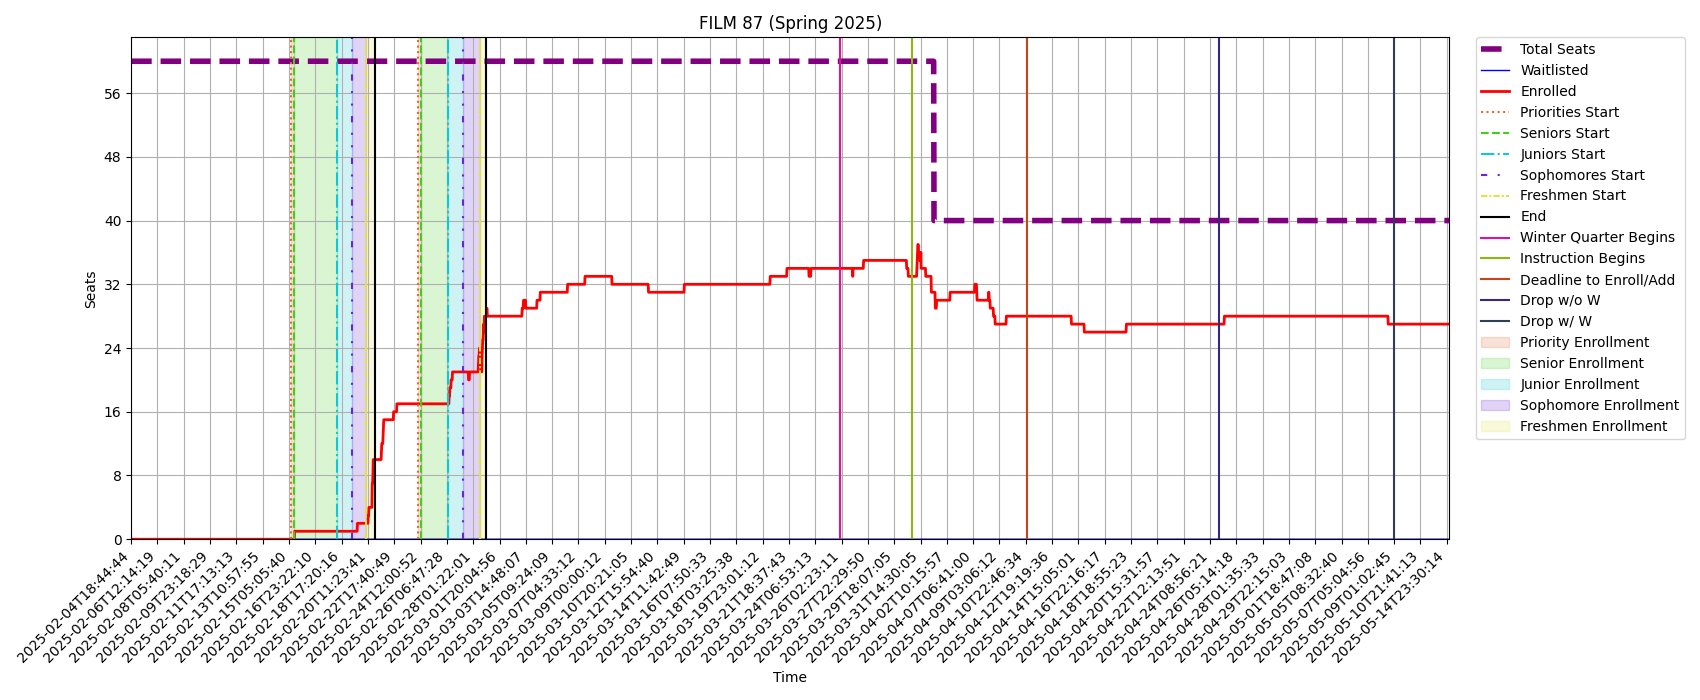 FILM 87 (Spring 2025)
Total Seats
Waitlisted
Enrolled
Priorities Start
Seniors Start
Juniors Start
Sophomores Start
Freshmen Start
End
Winter Quarter Begins
Instruction Begins
Deadline to Enroll/Add
Drop w/o W
Drop w/ W
Priority Enrollment
Senior Enrollment
Junior Enrollment
Sophomore Enrollment
Freshmen Enrollment
Seats
56
48
40
32
24
16
8
0
2025-02-04T18:44:44
2025-02-06T12:14:19
2025-02-08T05:40:11
2025-02-09T23:18:29
2025-02-11T17:13:13
2025-02-13T10:57:55
2025-02-15T05:05:40
2025-02-16T23:22:10
2025-02-18T17:20:16
2025-02-20T11:23:41
2025-02-22T17:40:49
2025-02-24T12:00:52
2025-02-26T06:47:28
2025-02-28T01:22:01
2025-03-01T20:04:56
2025-03-03T14:48:07
2025-03-05T09:24:09
2025-03-07T04:33:12
2025-03-09T00:00:12
2025-03-10T20:21:05
2025-03-12T15:54:40
2025-03-14T11:42:49
2025-03-16T07:50:33
2025-03-18T03:25:38
2025-03-19T23:01:12
2025-03-21T18:37:43
2025-03-24T06:53:13
2025-03-26T02:23:11
2025-03-27T22:29:50
2025-03-29T18:07:05
2025-03-31T14:30:05
2025-04-02T10:15:57
2025-04-07T06:41:00
2025-04-09T03:06:12
2025-04-10T22:46:34
2025-04-12T19:19:36
2025-04-14T15:05:01
2025-04-16T22:16:17
2025-04-18T18:55:23
2025-04-20T15:31:57
2025-04-22T12:13:51
2025-04-24T08:56:21
2025-04-26T05:14:18
2025-04-28T01:35:33
2025-04-29T22:15:03
2025-05-01T18:47:08
2025-05-05T08:32:40
2025-05-07T05:04:56
2025-05-09T01:02:45
2025-05-10T21:41:13
2025-05-14T23:30:14
Time